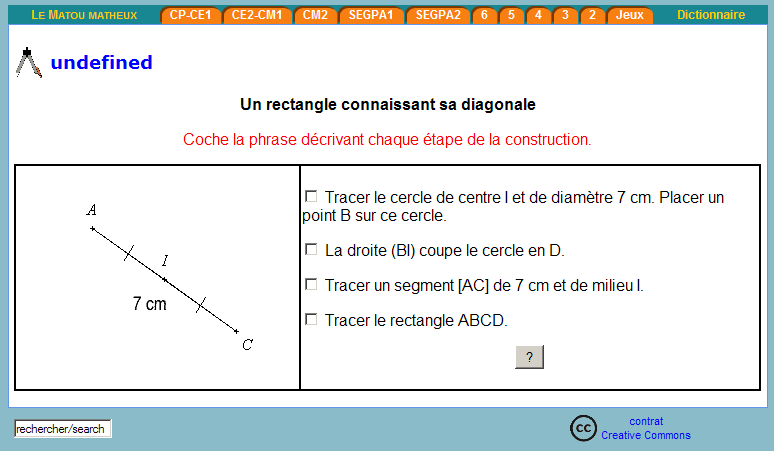 LE MATOU MATHEUX CP-CE1 CE2-CM1 CM2 SEGPA1 SEGPA2 6 5 4 3 2 Jeux Dictionnaire
undefined
Un rectangle connaissant sa diagonale
Coche la phrase décrivant chaque étape de la construction.
A
I
7 cm
C
Tracer le cercle de centre I et de diamètre 7 cm. Placer un
point B sur ce cercle.
La droite (BI) coupe le cercle en D.
Tracer un segment [AC] de 7 cm et de milieu I.
Tracer le rectangle ABCD.
?
rechercher/search
cc
contrat
Creative Commons